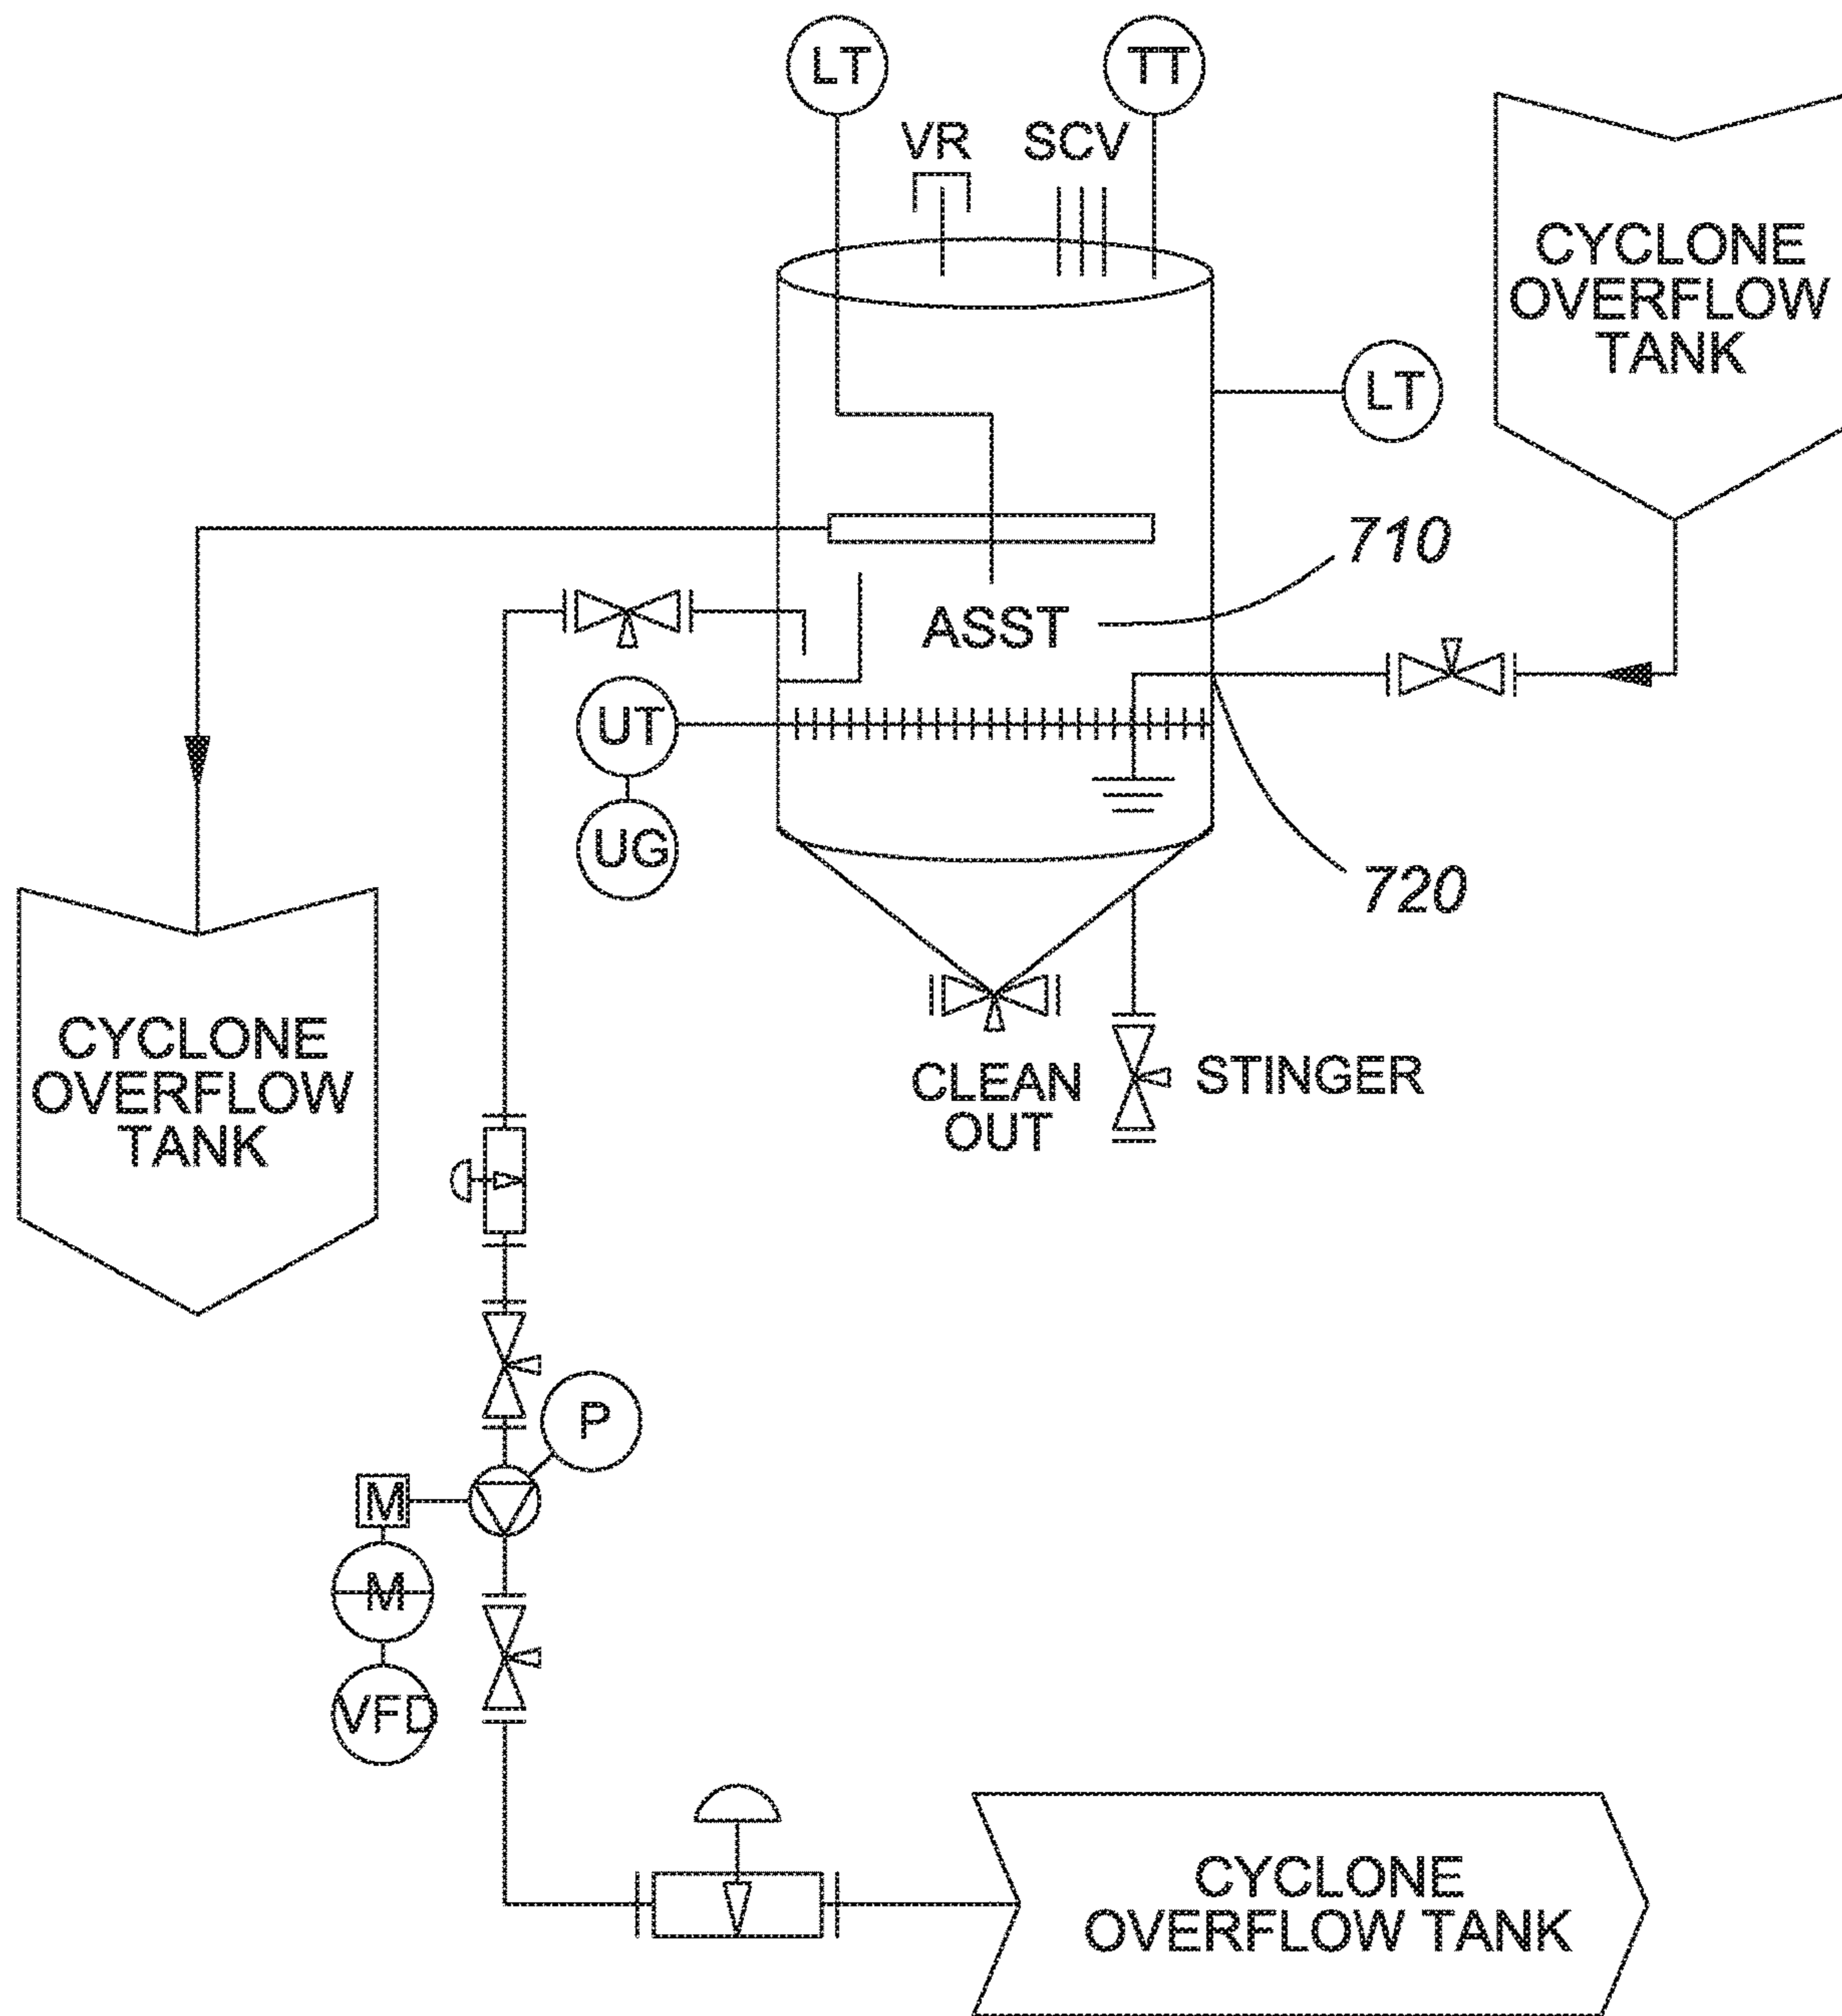 LT
TT
VR
SCV
CYCLONE
OVERFLOW
TANK
LT
710
ASST
UT
UG
720
CYCLONE
OVERFLOW
TANK
CLEAN
OUT
STINGER
P
M
M
VFD
CYCLONE
OVERFLOW TANK